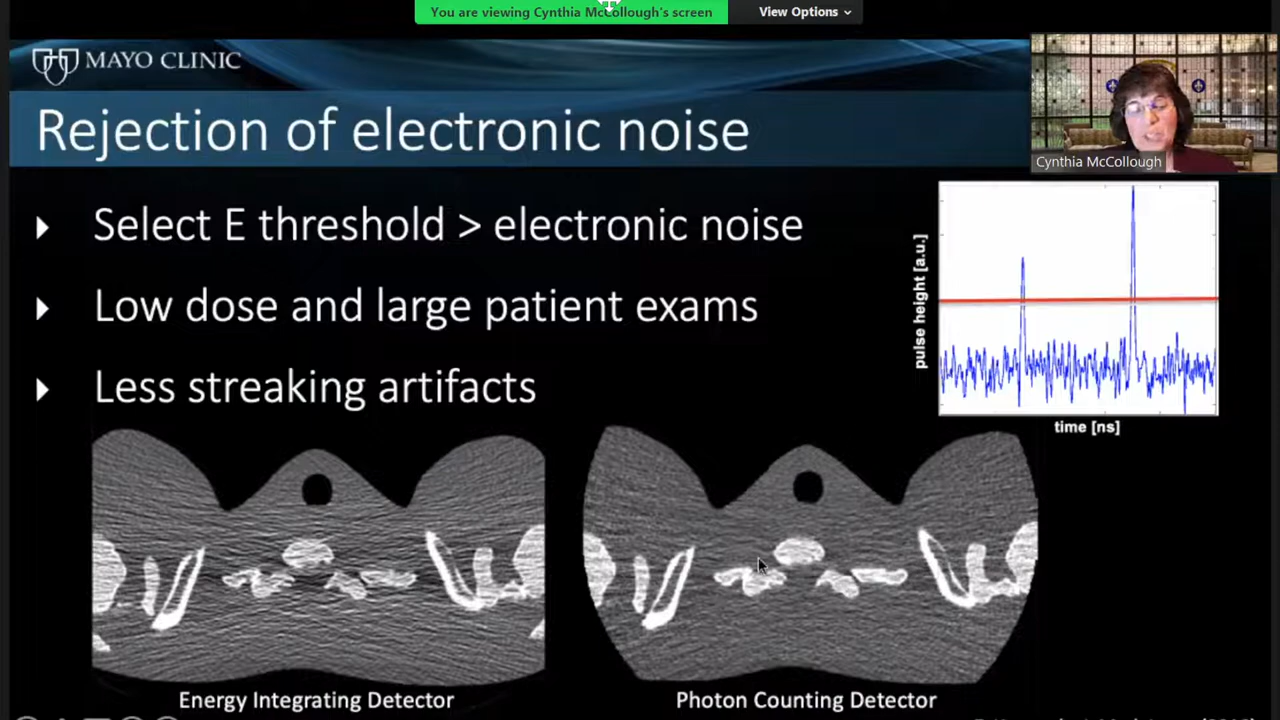 You are viewing Cynthia McCollough's screen
View Options
MAYO CLINIC
Rejection of electronic noise
Cynthia McCollough
Select E threshold > electronic noise
Low dose and large patient exams
Less streaking artifacts
pulse height [a.u.]
time [ns]
Energy Integrating Detector
Photon Counting Detector